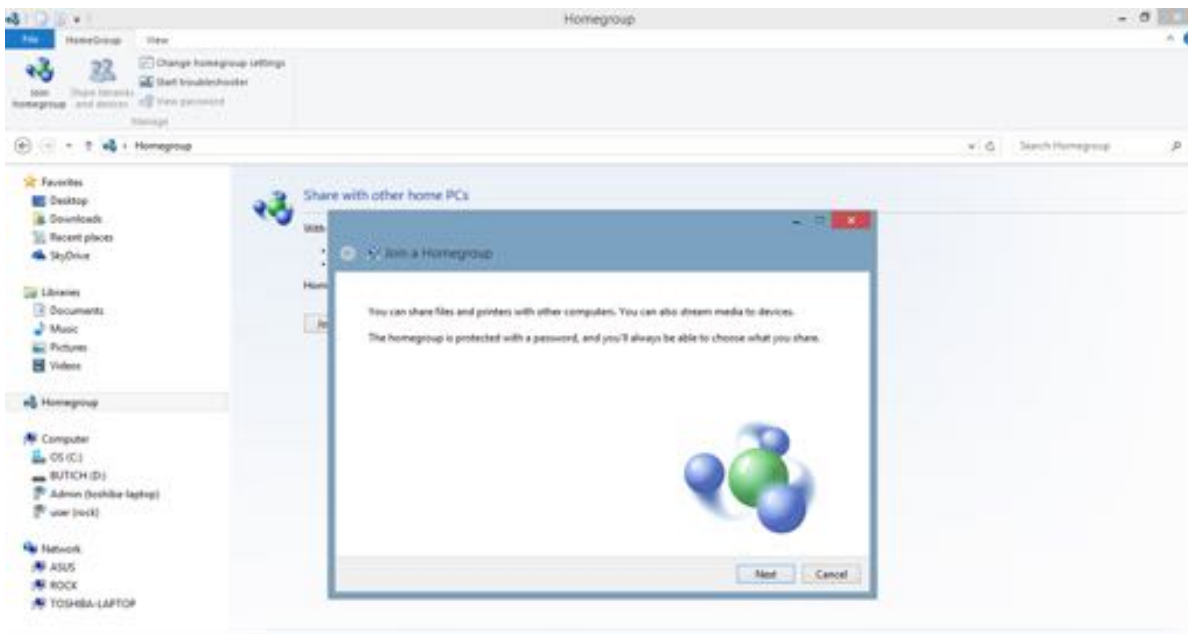 Homegroup
File HomeGroup View
Change homegroup settings
Start troubleshooter
View password
Join homegroup
Share libraries and devices
Manage
Homegroup
Search Homegroup
Favorites
Desktop
Downloads
Recent places
SkyDrive
Libraries
Documents
Music
Pictures
Videos
Homegroup
Computer
OS (C:)
BUTICH (D:)
Admin (toshiba-laptop)
user (rock)
Network
ASUS
ROCK
TOSHIBA-LAPTOP
Share with other home PCs
With
Join a Homegroup
You can share files and printers with other computers. You can also stream media to devices.
The homegroup is protected with a password, and you'll always be able to choose what you share.
Next Cancel